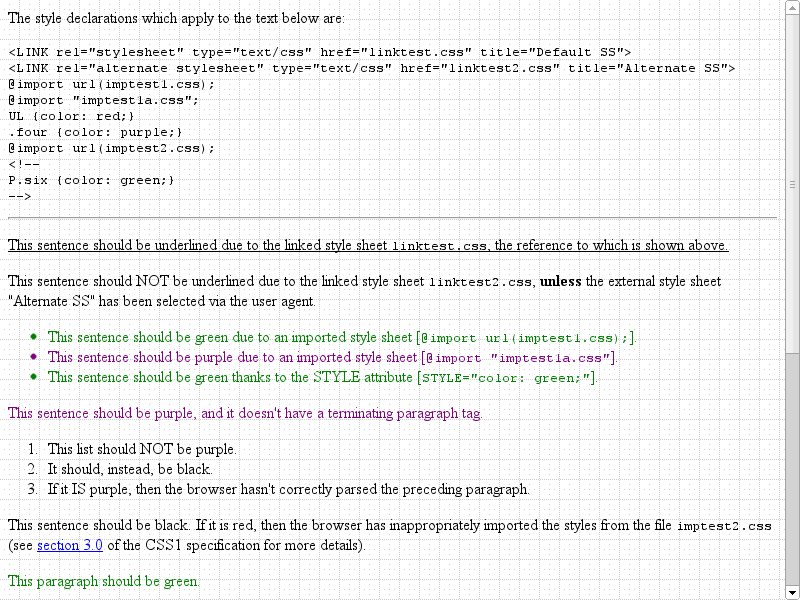 The style declarations which apply to the text below are:
<LINK rel="stylesheet" type="text/css" href="linktest.css" title="Default SS">
<LINK rel="alternate stylesheet" type="text/css" href="linktest2.css" title="Alternate SS">
@import url(imptest1.css);
@import "imptest1a.css";
UL {color: red;}
.four {color: purple;}
@import url(imptest2.css);
<!--
P.six {color: green;}
-->
This sentence should be underlined due to the linked style sheet linktest.css, the reference to which is shown above.
This sentence should NOT be underlined due to the linked style sheet linktest2.css, unless the external style sheet
"Alternate SS" has been selected via the user agent.
• This sentence should be green due to an imported style sheet [@import url(imptest1.css);].
• This sentence should be purple due to an imported style sheet [@import "imptest1a.css"].
• This sentence should be green thanks to the STYLE attribute [STYLE="color: green;"].
This sentence should be purple, and it doesn't have a terminating paragraph tag.
1. This list should NOT be purple.
2. It should, instead, be black.
3. If it IS purple, then the browser hasn't correctly parsed the preceding paragraph.
This sentence should be black. If it is red, then the browser has inappropriately imported the styles from the file imptest2.css
(see section 3.0 of the CSS1 specification for more details).
This paragraph should be green.